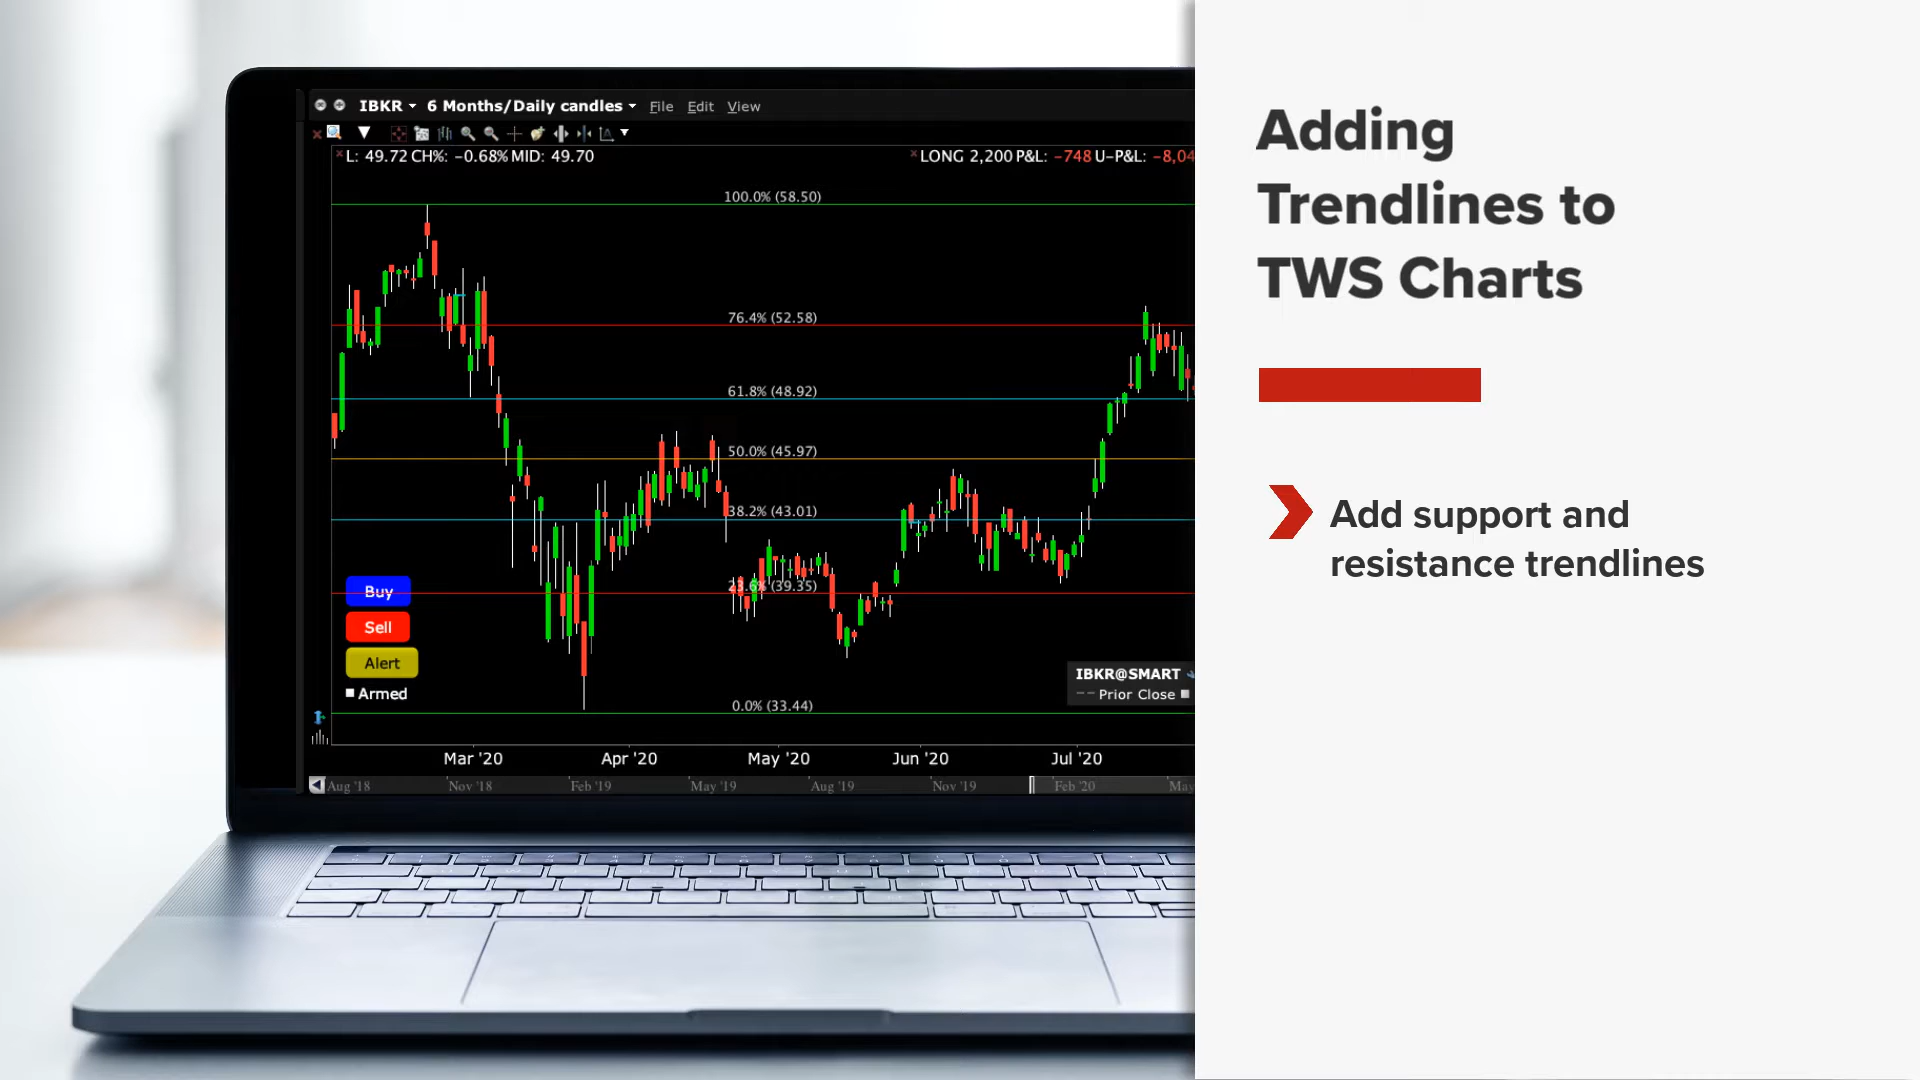 IBKR 6 Months/Daily candles File Edit View
L: 49.72 CH%: −0.68% MID: 49.70 LONG 2,200 P&L: −748 U−P&L: −8,04
100.0% (58.50)
76.4% (52.58)
61.8% (48.92)
50.0% (45.97)
38.2% (43.01)
23.6% (39.35)
0.0% (33.44)
Buy
Sell
Alert
Armed
IBKR@SMART
Prior Close
Mar '20 Apr '20 May '20 Jun '20 Jul '20
Aug '18 Nov '18 Feb '19 May '19 Aug '19 Nov '19 Feb '20 May
Adding
Trendlines to
TWS Charts
Add support and
resistance trendlines